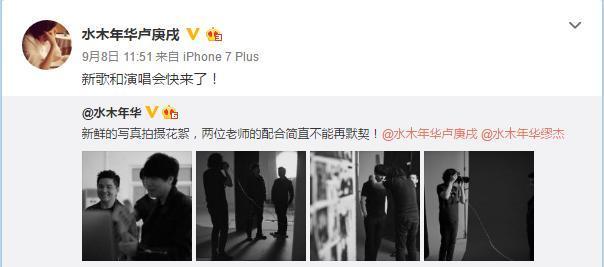 水木年华卢庚戌
9月8日 11:51 来自 iPhone 7 Plus
新歌和演唱会快来了！
@水木年华
新鲜的写真拍摄花絮，两位老师的配合简直不能再默契！@水木年华卢庚戌 @水木年华缪杰